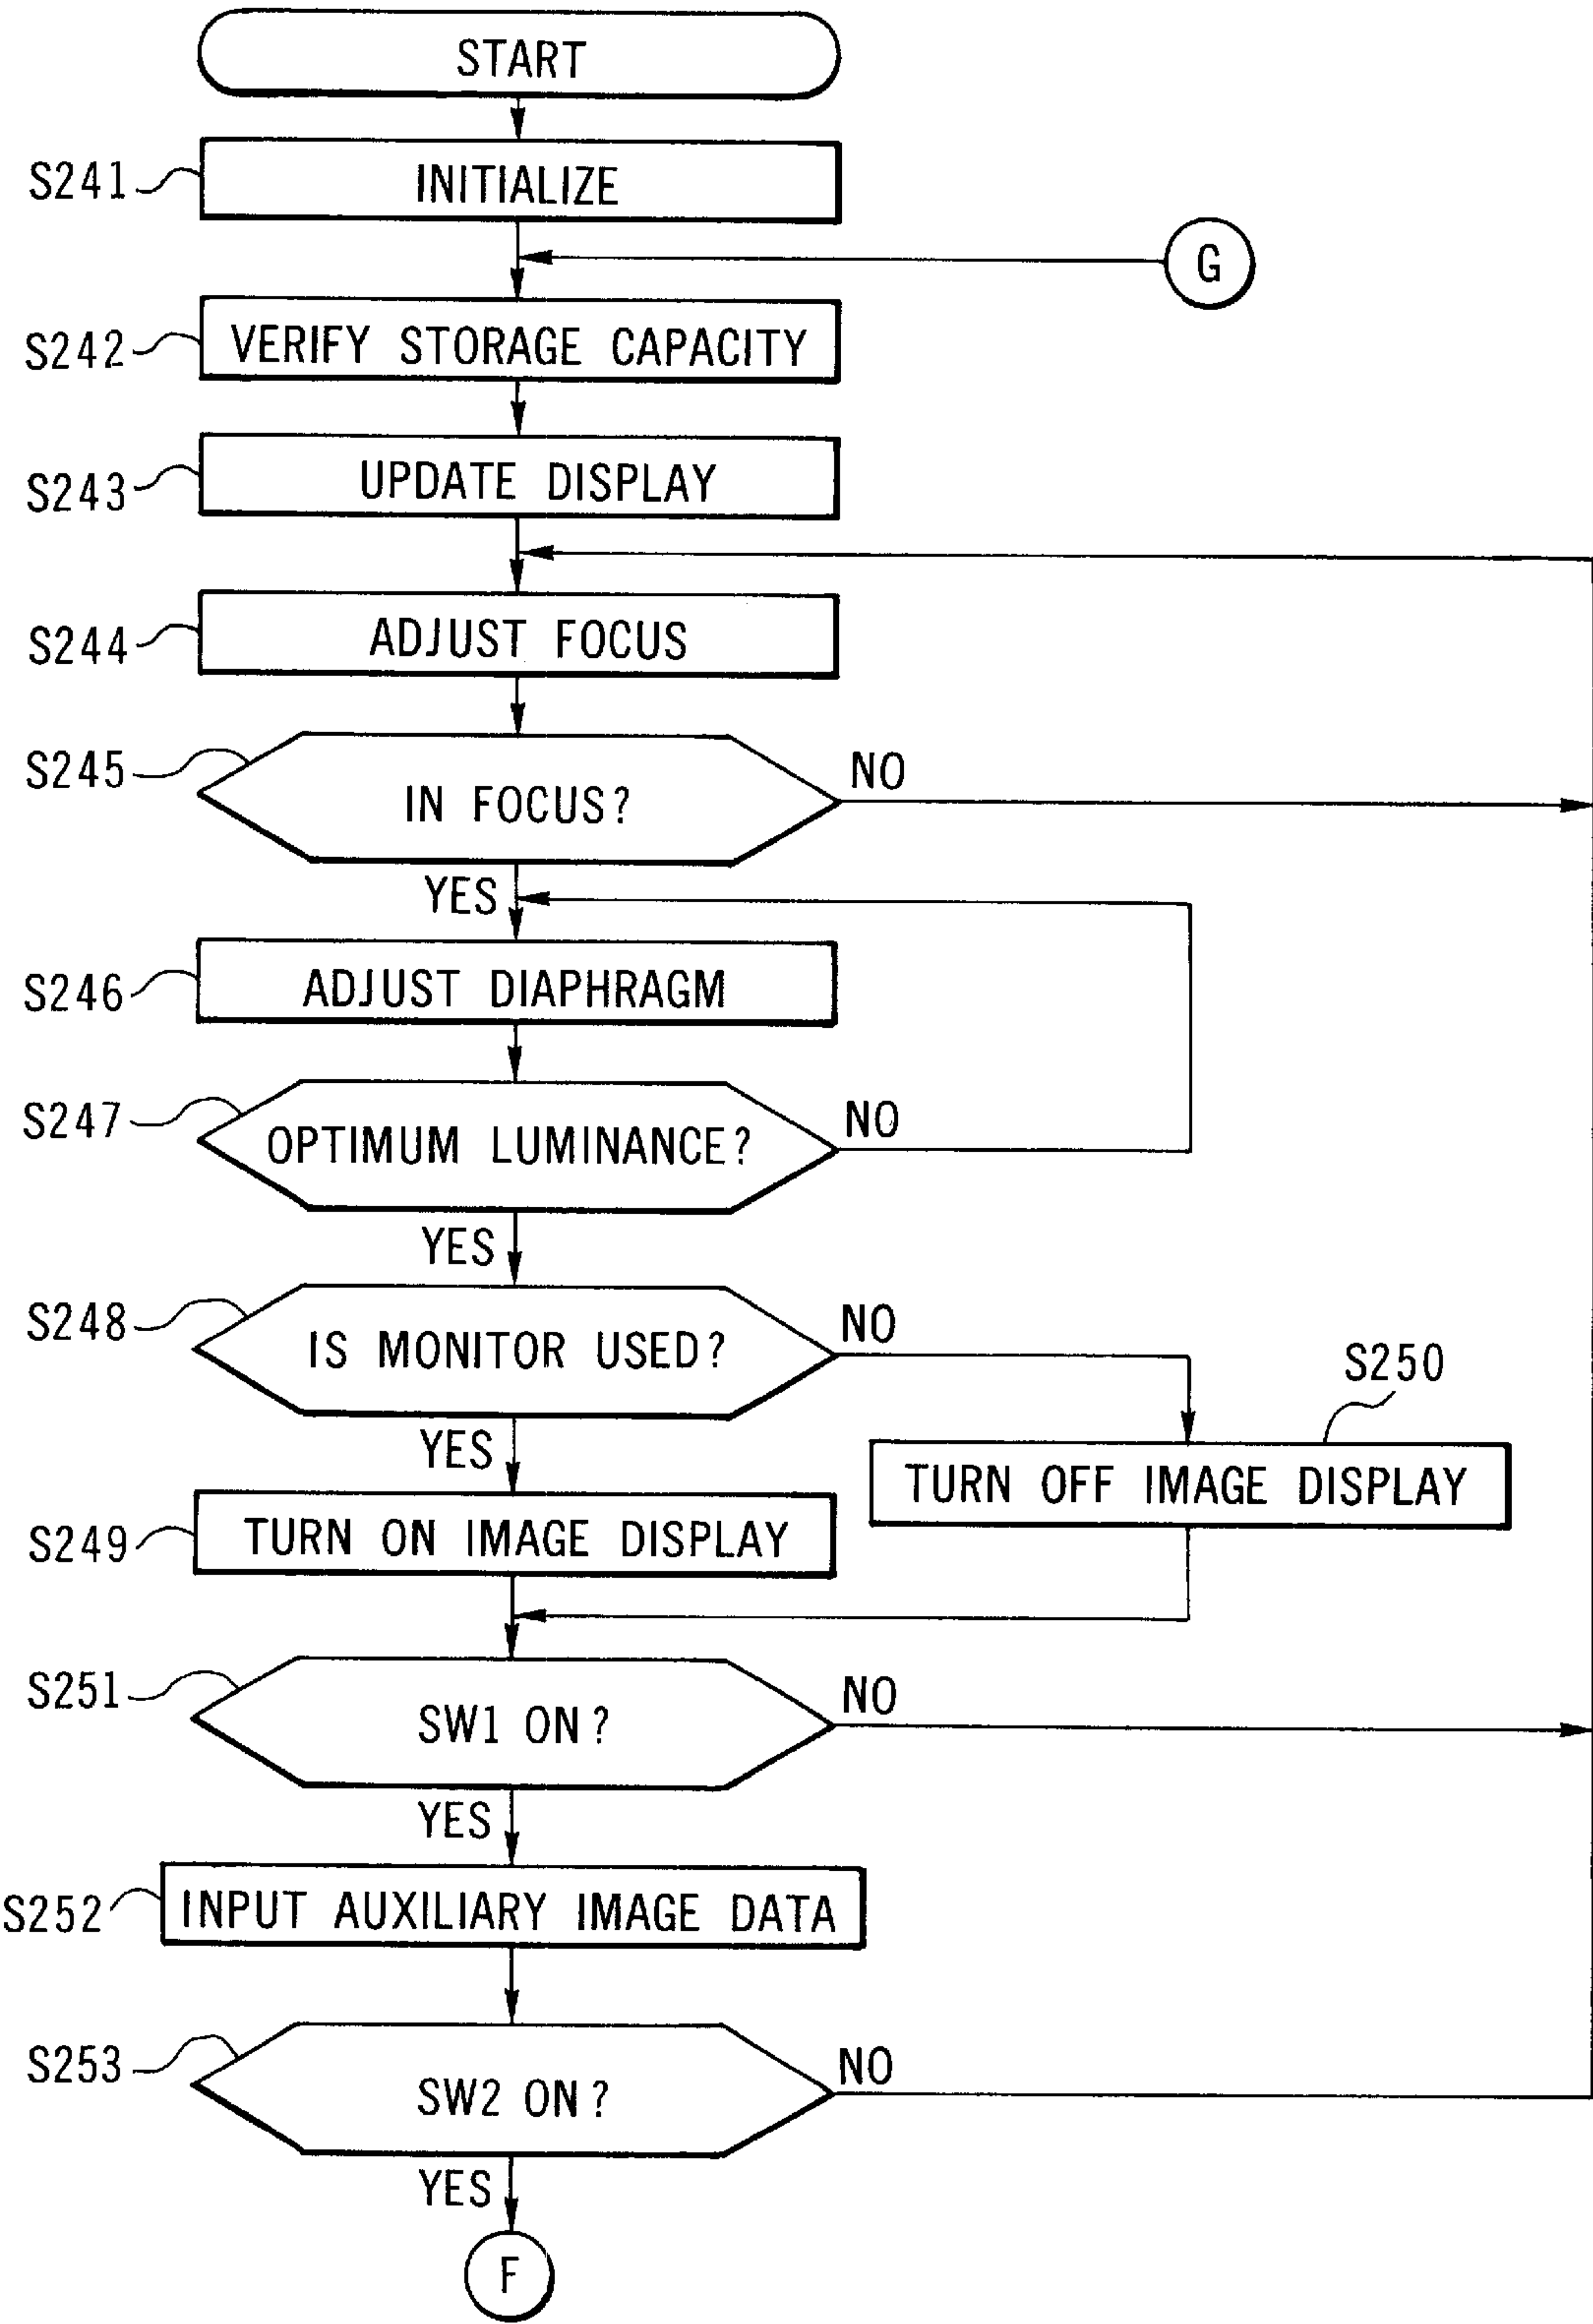 START
S241
INITIALIZE
G
S242
VERIFY STORAGE CAPACITY
S243
UPDATE DISPLAY
S244
ADJUST FOCUS
S245
IN FOCUS?
NO
YES
S246
ADJUST DIAPHRAGM
S247
OPTIMUM LUMINANCE?
NO
YES
S248
IS MONITOR USED?
NO
YES
S250
TURN OFF IMAGE DISPLAY
S249
TURN ON IMAGE DISPLAY
S251
SW1 ON?
NO
YES
S252
INPUT AUXILIARY IMAGE DATA
S253
SW2 ON?
NO
YES
F